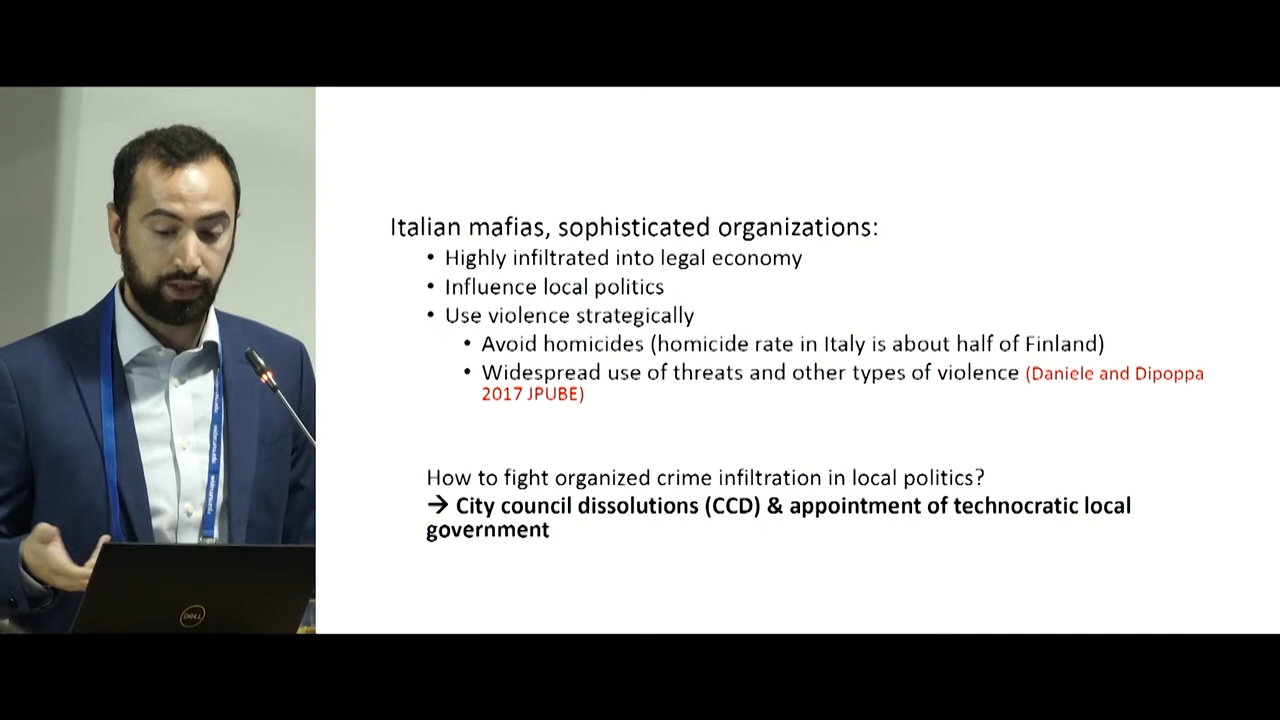 Italian mafias, sophisticated organizations:
• Highly infiltrated into legal economy
• Influence local politics
• Use violence strategically
• Avoid homicides (homicide rate in Italy is about half of Finland)
• Widespread use of threats and other types of violence (Daniele and Dipoppa
2017 JPUBE)
How to fight organized crime infiltration in local politics?
→ City council dissolutions (CCD) & appointment of technocratic local
government
DELL